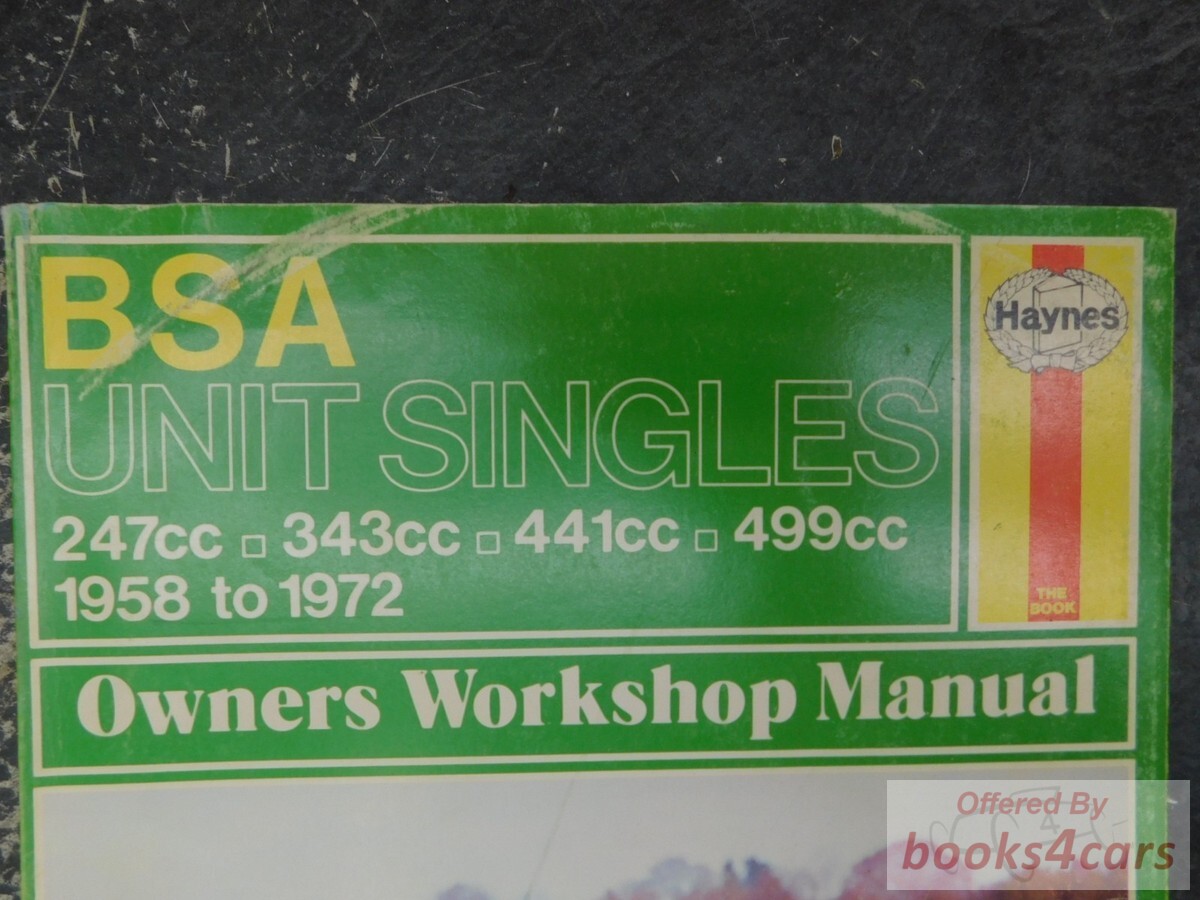 BSA
UNIT SINGLES
247cc □ 343cc □ 441cc □ 499cc
1958 to 1972
Haynes
THE
BOOK
Owners Workshop Manual
Offered By
books4cars